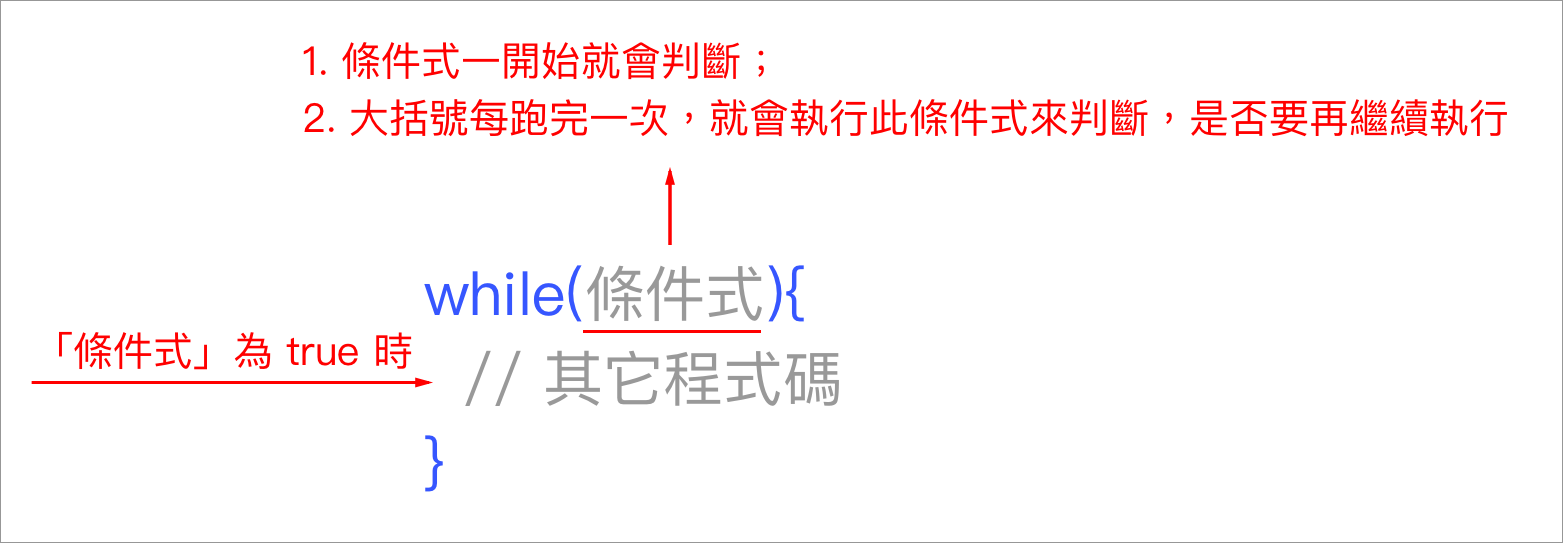 1. 條件式一開始就會判斷；
2. 大括號每跑完一次，就會執行此條件式來判斷，是否要再繼續執行
while(條件式){
「條件式」為 true 時
// 其它程式碼
}